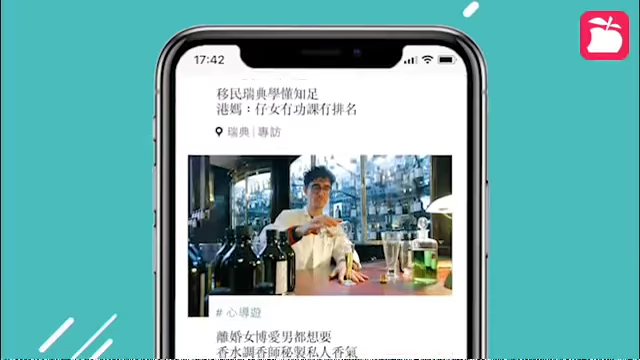 17:42
移民瑞典學懂知足
港媽：仔女冇功課冇排名
瑞典｜專訪
# 心導遊
離婚女博愛男都想要
香水調香師秘製私人香氣